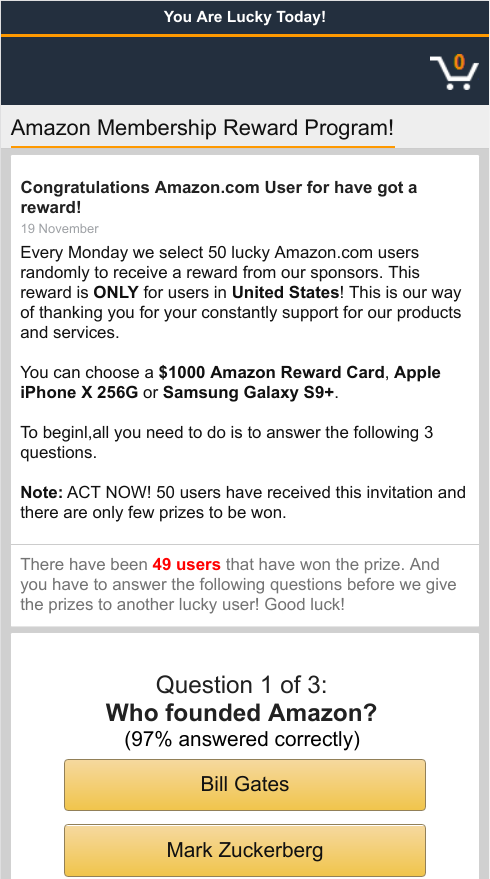 You Are Lucky Today!
0
Amazon Membership Reward Program!
Congratulations Amazon.com User for have got a
reward!
19 November
Every Monday we select 50 lucky Amazon.com users
randomly to receive a reward from our sponsors. This
reward is ONLY for users in United States! This is our way
of thanking you for your constantly support for our products
and services.
You can choose a $1000 Amazon Reward Card, Apple
iPhone X 256G or Samsung Galaxy S9+.
To beginl,all you need to do is to answer the following 3
questions.
Note: ACT NOW! 50 users have received this invitation and
there are only few prizes to be won.
There have been 49 users that have won the prize. And
you have to answer the following questions before we give
the prizes to another lucky user! Good luck!
Question 1 of 3:
Who founded Amazon?
(97% answered correctly)
Bill Gates
Mark Zuckerberg